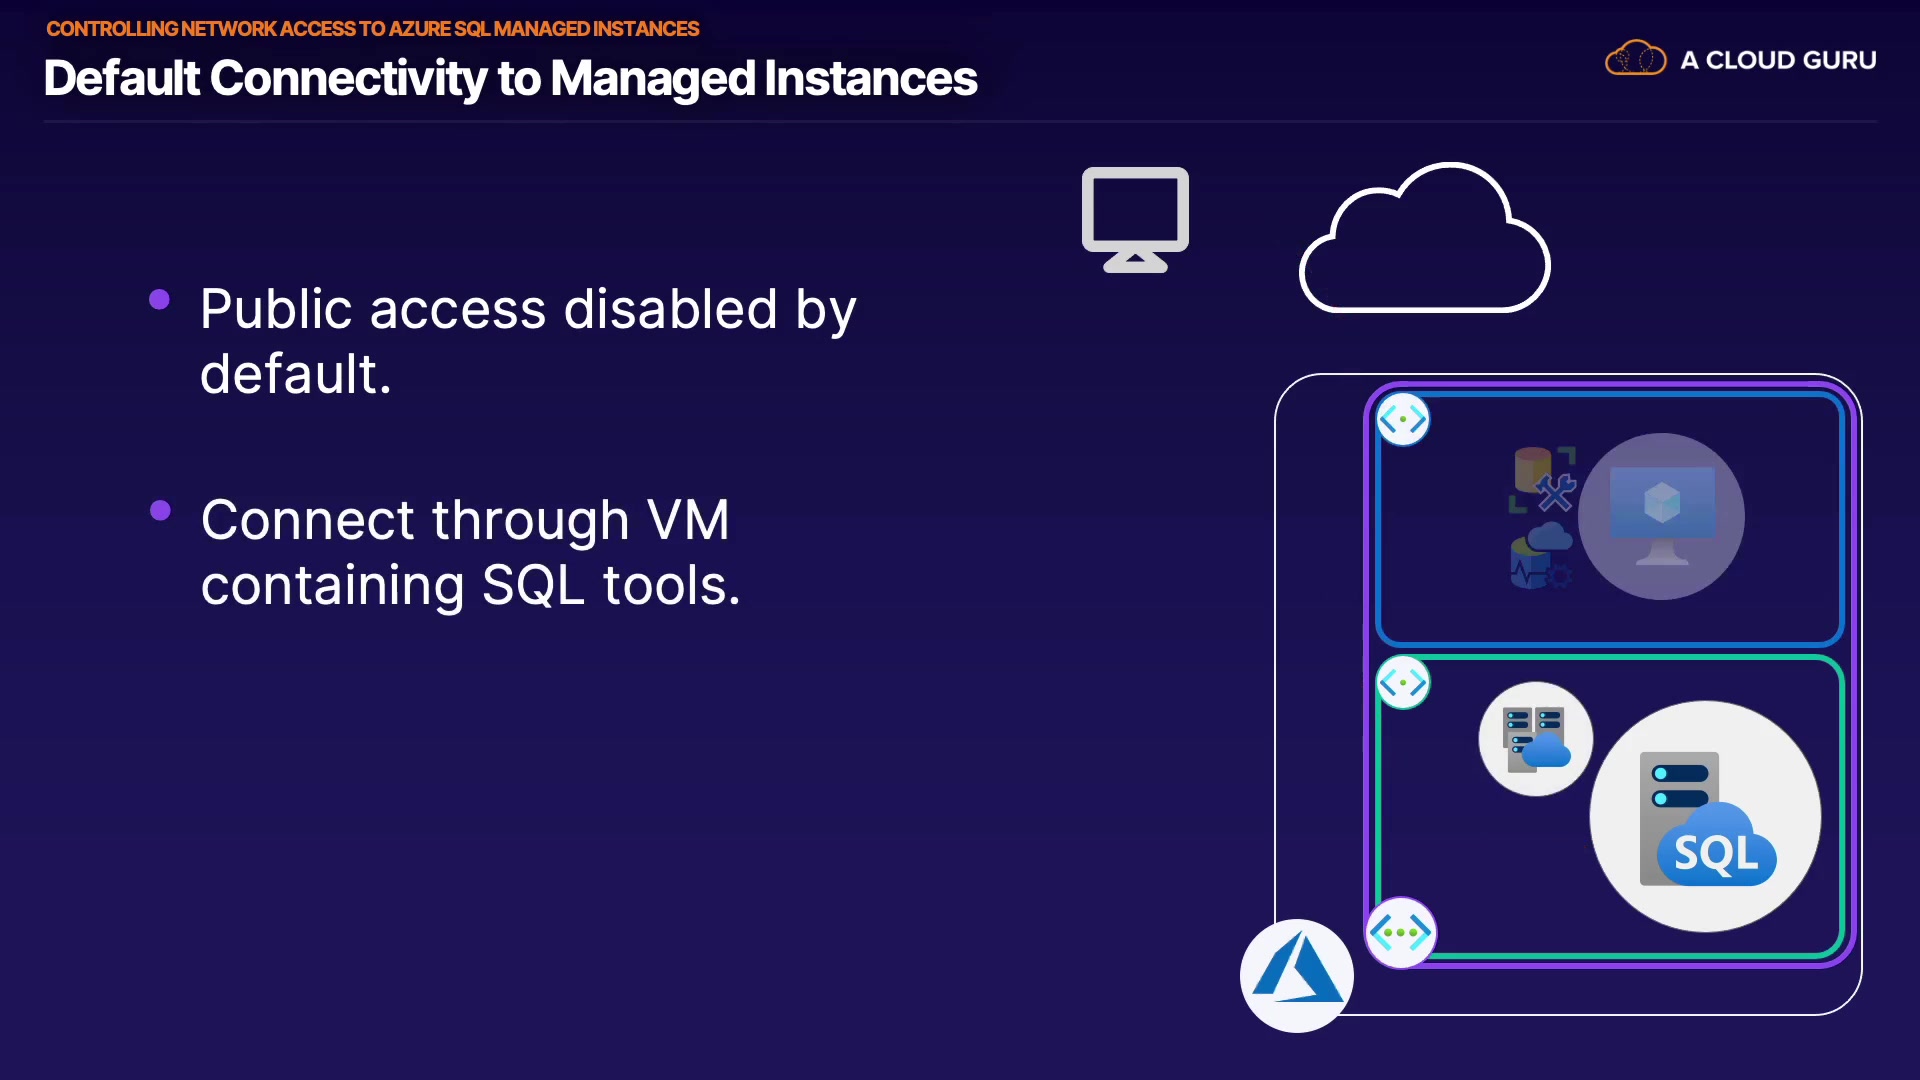 CONTROLLING NETWORK ACCESS TO AZURE SQL MANAGED INSTANCES
Default Connectivity to Managed Instances
A CLOUD GURU
Public access disabled by
default.
Connect through VM
containing SQL tools.
SQL